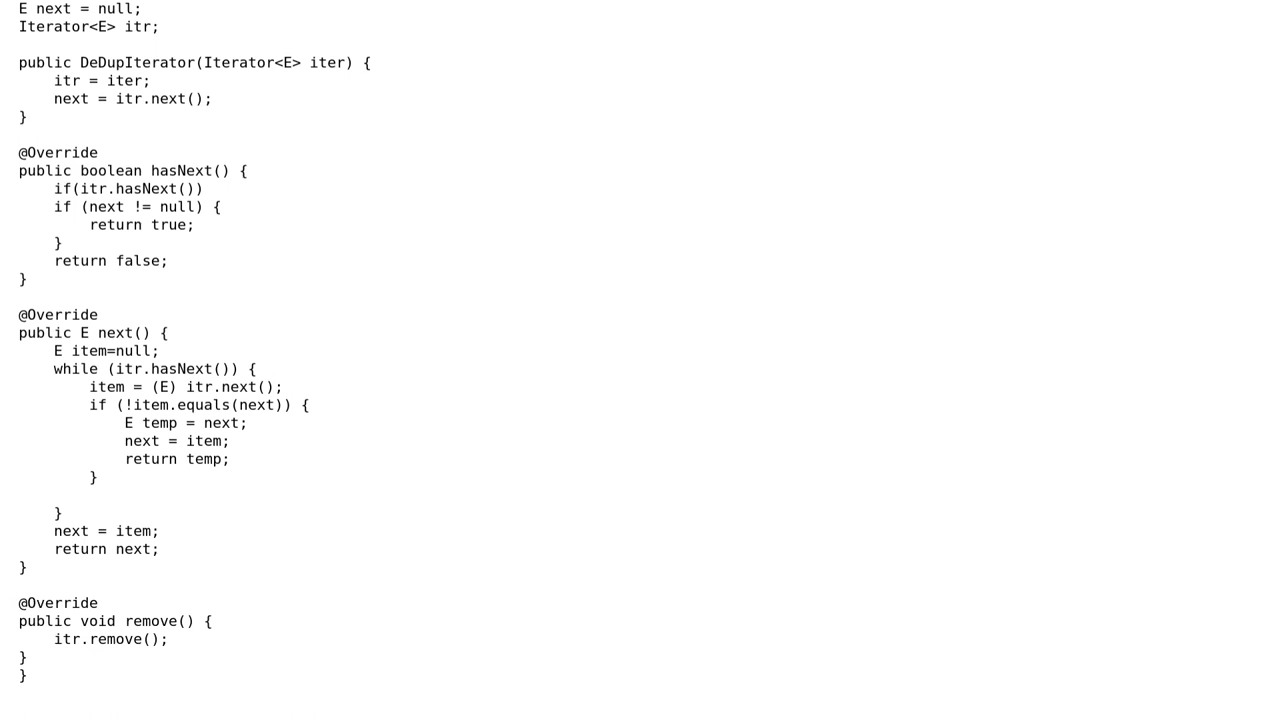 E next = null;
Iterator<E> itr;

public DeDupIterator(Iterator<E> iter) {
    itr = iter;
    next = itr.next();
}

@Override
public boolean hasNext() {
    if(itr.hasNext())
    if (next != null) {
        return true;
    }
    return false;
}

@Override
public E next() {
    E item=null;
    while (itr.hasNext()) {
        item = (E) itr.next();
        if (!item.equals(next)) {
            E temp = next;
            next = item;
            return temp;
        }

    }
    next = item;
    return next;
}

@Override
public void remove() {
    itr.remove();
}
}